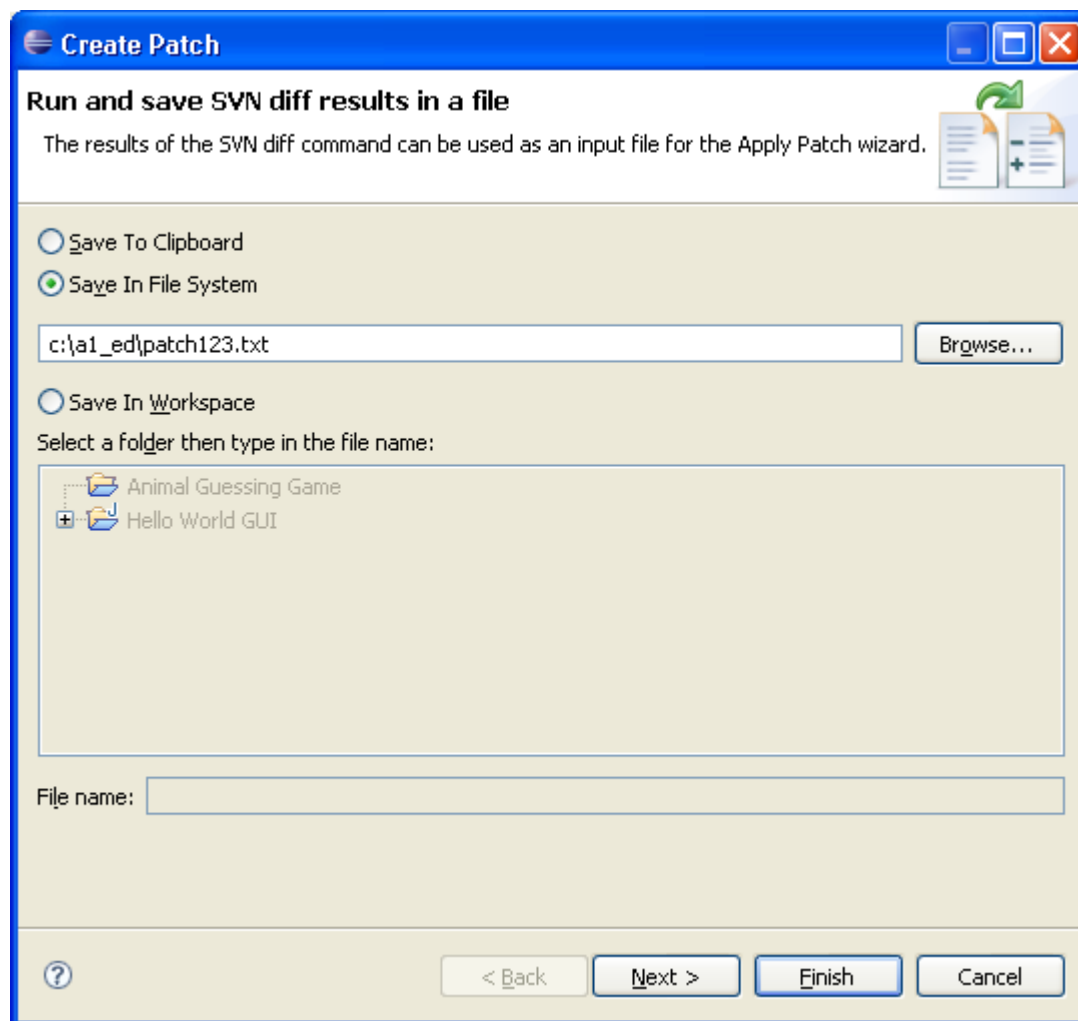 Create Patch
Run and save SVN diff results in a file
The results of the SVN diff command can be used as an input file for the Apply Patch wizard.
Save To Clipboard
Save In File System
c:\a1_ed\patch123.txt
Browse...
Save In Workspace
Select a folder then type in the file name:
Animal Guessing Game
Hello World GUI
File name:
< Back Next > Finish Cancel